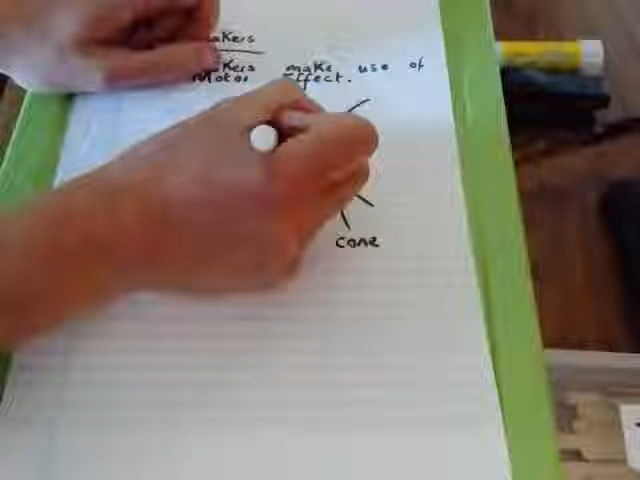 akers
akers make use of
Motor Effect.
cone